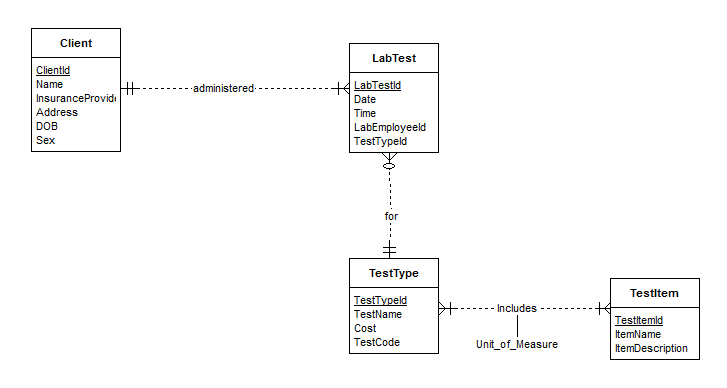 Client
ClientId
Name
InsuranceProvide
Address
DOB
Sex
administered
LabTest
LabTestId
Date
Time
LabEmployeeId
TestTypeId
for
TestType
TestTypeId
TestName
Cost
TestCode
Includes
Unit_of_Measure
TestItem
TestItemId
ItemName
ItemDescription